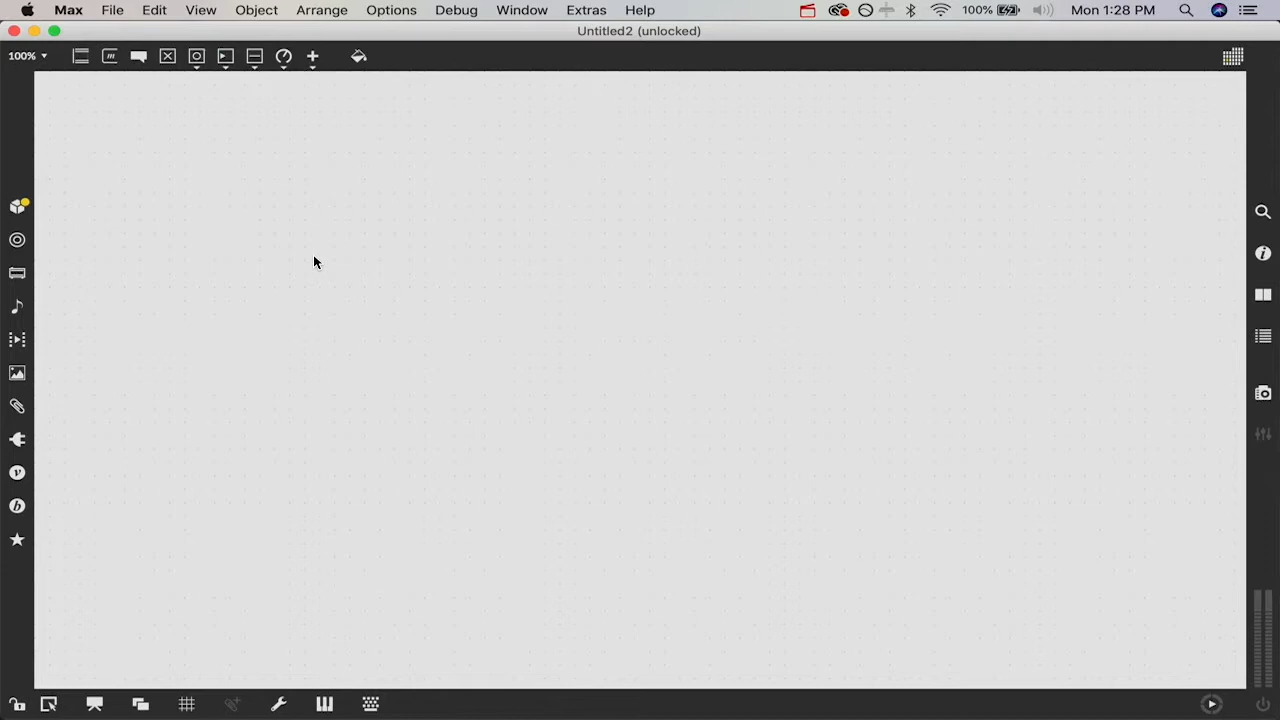 Max File Edit View Object Arrange Options Debug Window Extras Help 100% Mon 1:28 PM
Untitled2 (unlocked)
100%